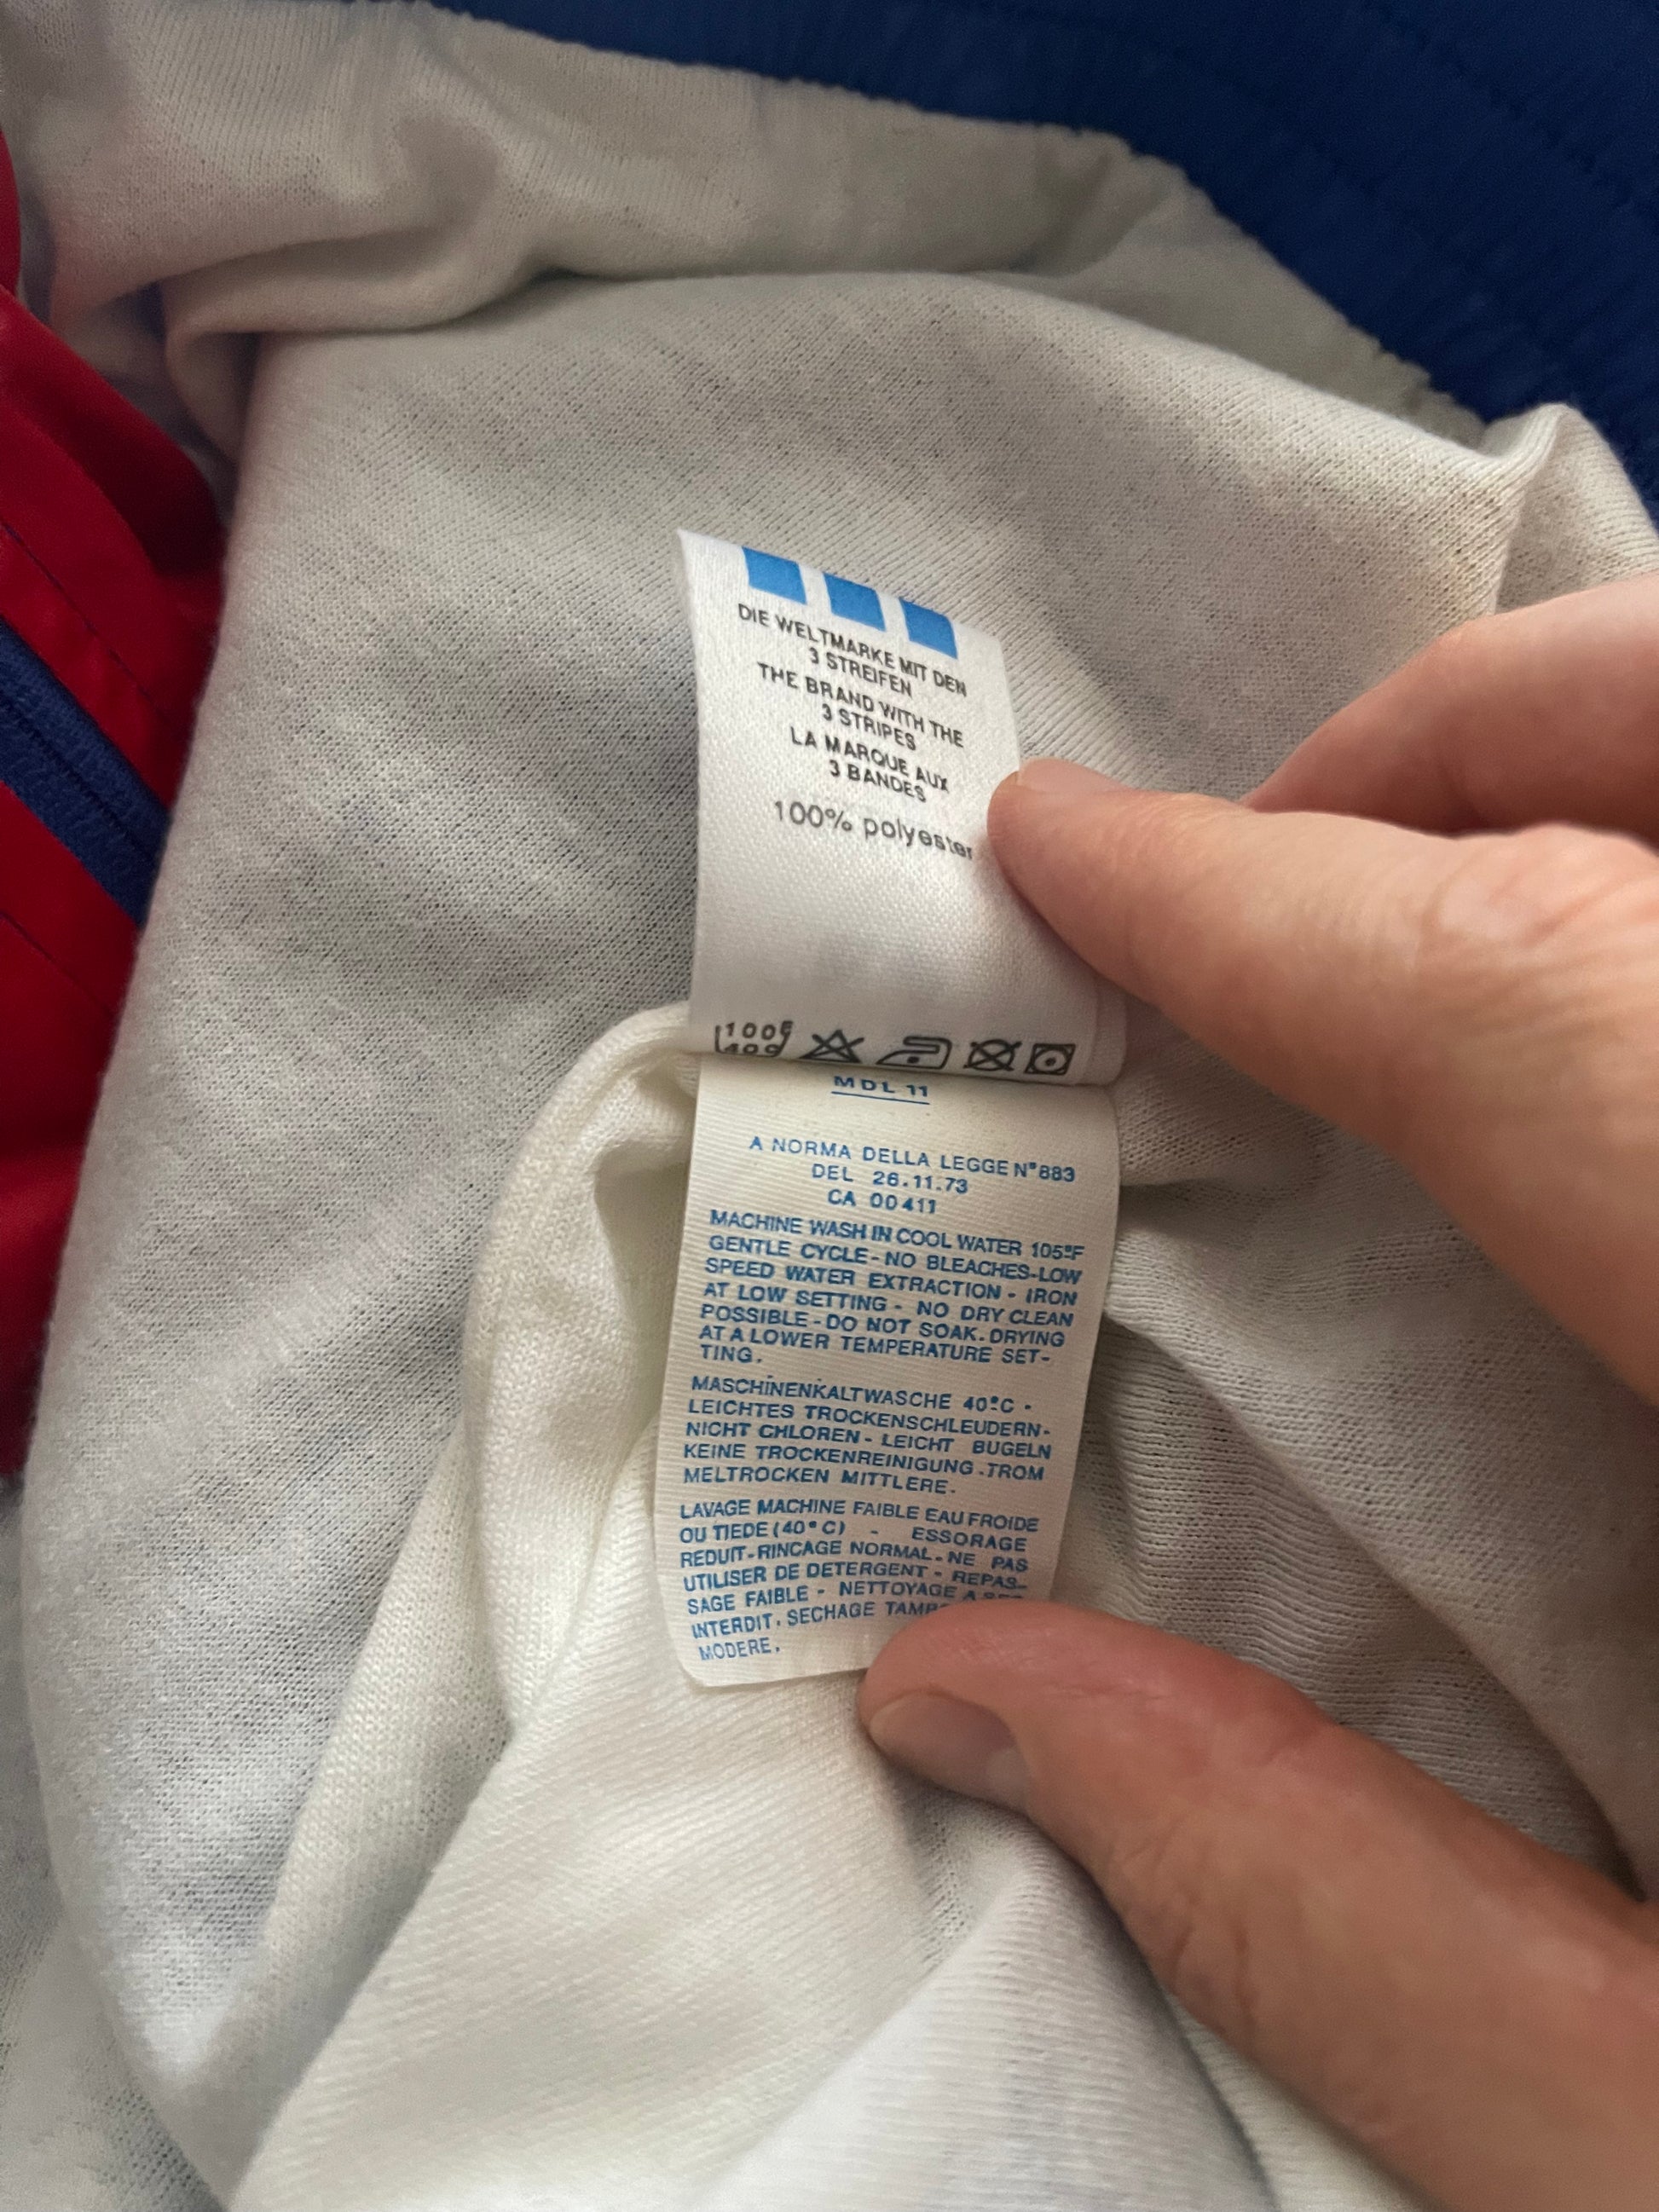 DIE WELTMARKE MIT DEN
3 STREIFEN
THE BRAND WITH THE
3 STRIPES
LA MARQUE AUX
3 BANDES
100% polyester
MDL 11
A NORMA DELLA LEGGE N°883
DEL 26.11.73
CA 00411
MACHINE WASH IN COOL WATER 105°F
GENTLE CYCLE - NO BLEACHES-LOW
SPEED WATER EXTRACTION - IRON
AT LOW SETTING - NO DRY CLEAN
POSSIBLE - DO NOT SOAK. DRYING
AT A LOWER TEMPERATURE SET-
TING.
MASCHINENKALTWASCHE 40°C -
LEICHTES TROCKENSCHLEUDERN-
NICHT CHLOREN - LEICHT BUGELN
KEINE TROCKENREINIGUNG . TROM
MELTROCKEN MITTLERE.
LAVAGE MACHINE FAIBLE EAU FROIDE
OU TIEDE (40° C) - ESSORAGE
REDUIT-RINCAGE NORMAL - NE PAS
UTILISER DE DETERGENT - REPAS-
SAGE FAIBLE - NETTOYAGE A
INTERDIT. SECHAGE
MODERE.